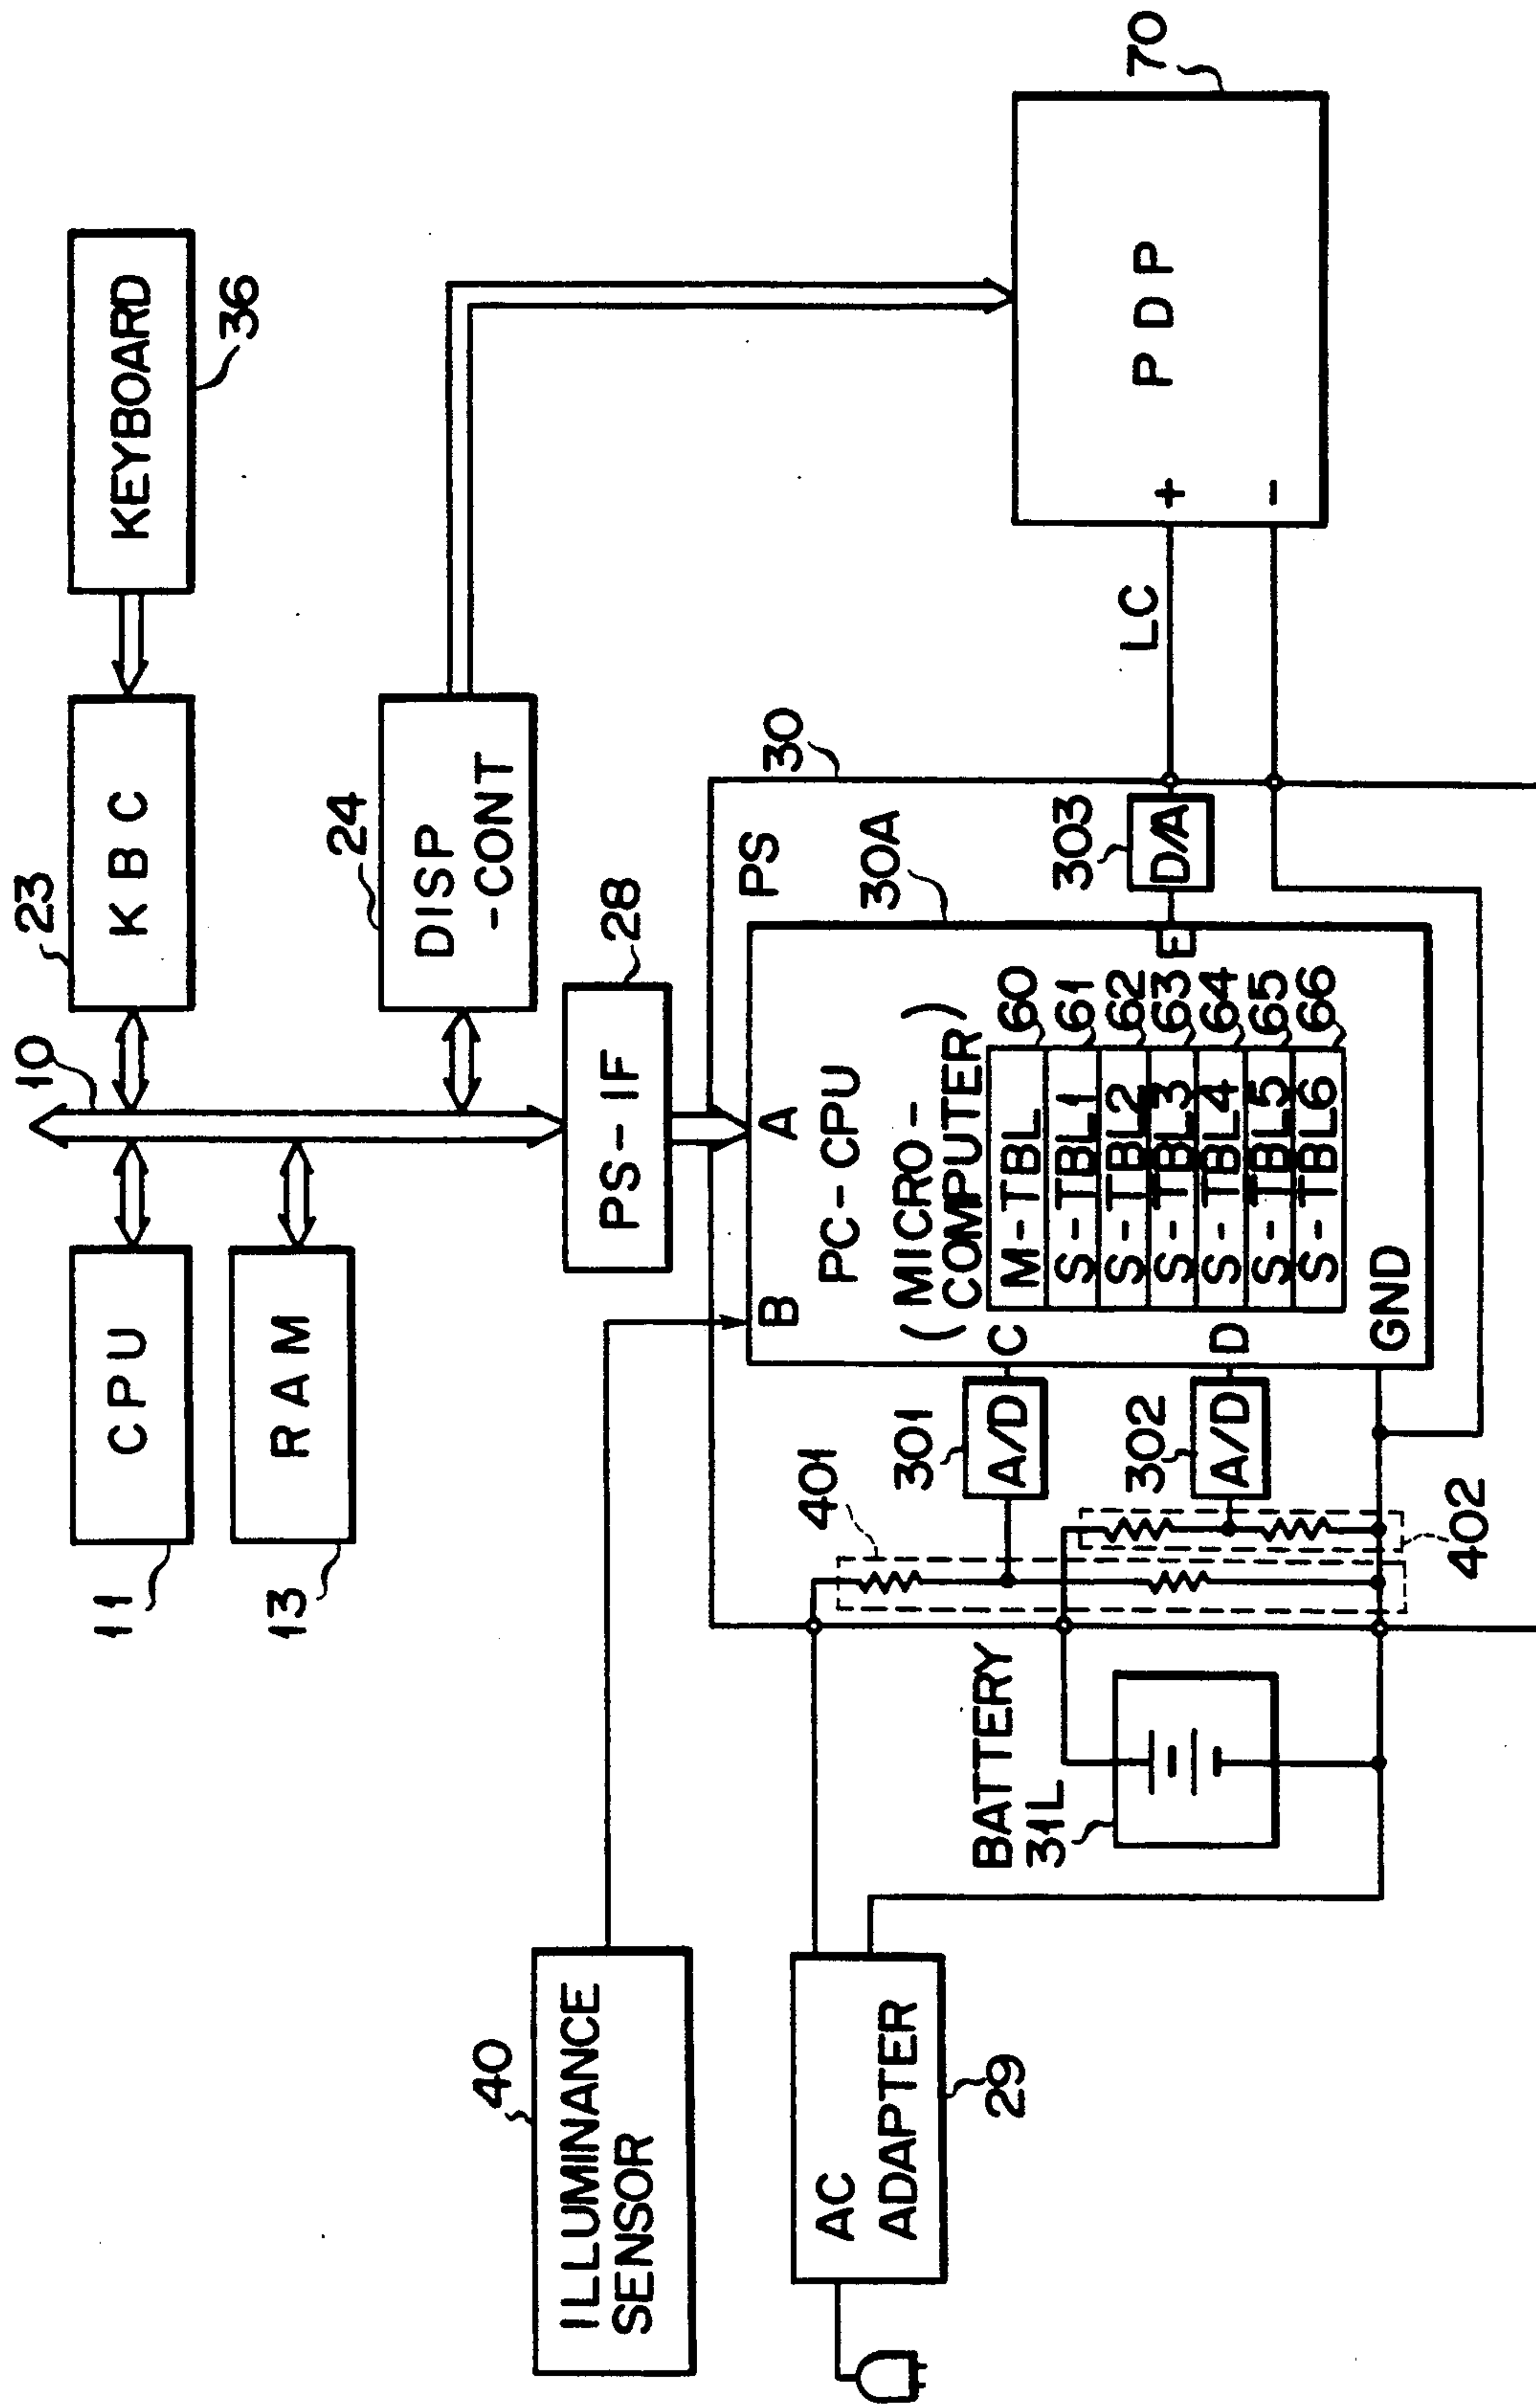 10
11
CPU
23
KBC
KEYBOARD
36
13
RAM
24
DISP
-CONT
PS-IF
28
40
ILLUMINANCE
SENSOR
PS
30
B
A
30A
PC-CPU
(MICRO-
COMPUTER)
M-TBL
60
S-TBL1
61
S-TBL2
62
S-TBL3
63
S-TBL4
64
S-TBL5
65
S-TBL6
66
C
D
E
GND
AC
ADAPTER
29
BATTERY
31L
401
402
301
A/D
302
A/D
303
D/A
LC
+
-
PDP
70